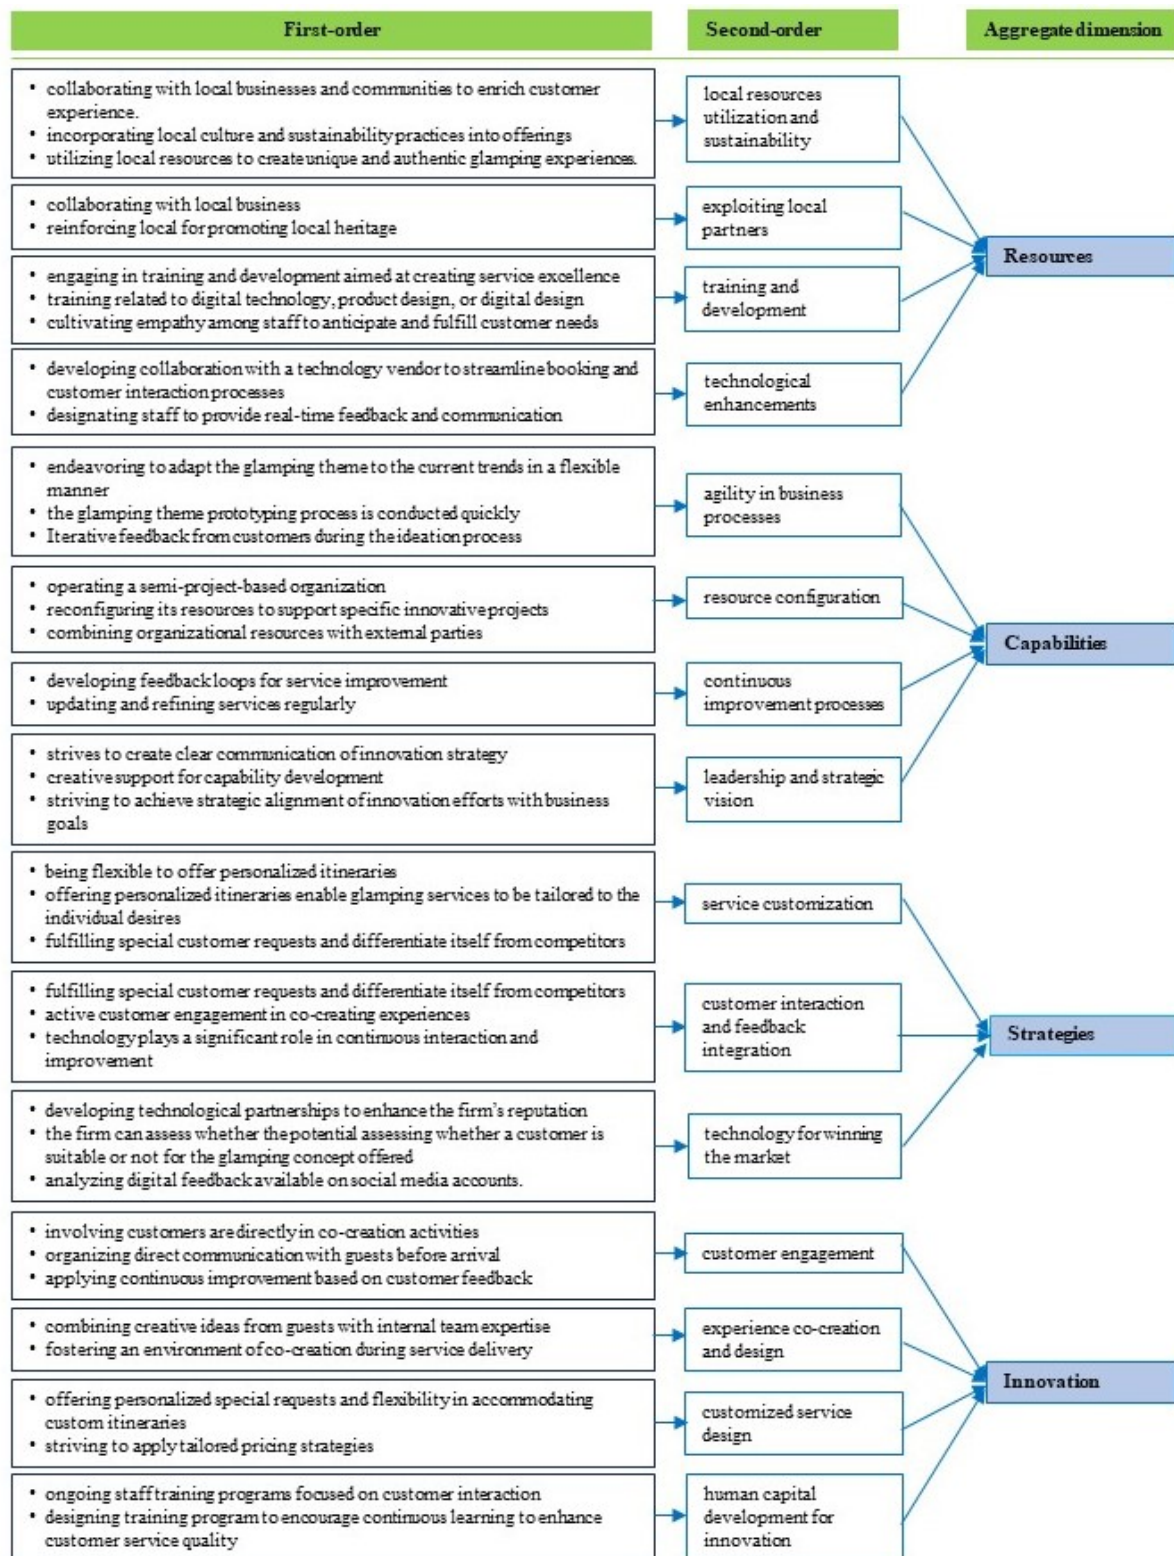 First-order
Second-order
Aggregate dimension
• collaborating with local businesses and communities to enrich customer
experience.
• incorporating local culture and sustainability practices into offerings
• utilizing local resources to create unique and authentic glamping experiences.
local resources
utilization and
sustainability
• collaborating with local business
• reinforcing local for promoting local heritage
exploiting local
partners
Resources
• engaging in training and development aimed at creating service excellence
• training related to digital technology, product design, or digital design
• cultivating empathy among staff to anticipate and fulfill customer needs
training and
development
• developing collaboration with a technology vendor to streamline booking and
customer interaction processes
• designating staff to provide real-time feedback and communication
technological
enhancements
• endeavoring to adapt the glamping theme to the current trends in a flexible
manner
• the glamping theme prototyping process is conducted quickly
• Iterative feedback from customers during the ideation process
agility in business
processes
• operating a semi-project-based organization
• reconfiguring its resources to support specific innovative projects
• combining organizational resources with external parties
resource configuration
Capabilities
• developing feedback loops for service improvement
• updating and refining services regularly
continuous
improvement processes
• strives to create clear communication of innovation strategy
• creative support for capability development
• striving to achieve strategic alignment of innovation efforts with business
goals
leadership and strategic
vision
• being flexible to offer personalized itineraries
• offering personalized itineraries enable glamping services to be tailored to the
individual desires
• fulfilling special customer requests and differentiate itself from competitors
service customization
• fulfilling special customer requests and differentiate itself from competitors
• active customer engagement in co-creating experiences
• technology plays a significant role in continuous interaction and
improvement
customer interaction
and feedback
integration
Strategies
• developing technological partnerships to enhance the firm's reputation
• the firm can assess whether the potential assessing whether a customer is
suitable or not for the glamping concept offered
• analyzing digital feedback available on social media accounts.
technology for winning
the market
• involving customers are directly in co-creation activities
• organizing direct communication with guests before arrival
• applying continuous improvement based on customer feedback
customer engagement
• combining creative ideas from guests with internal team expertise
• fostering an environment of co-creation during service delivery
experience co-creation
and design
Innovation
• offering personalized special requests and flexibility in accommodating
custom itineraries
• striving to apply tailored pricing strategies
customized service
design
• ongoing staff training programs focused on customer interaction
• designing training program to encourage continuous learning to enhance
customer service quality
human capital
development for
innovation